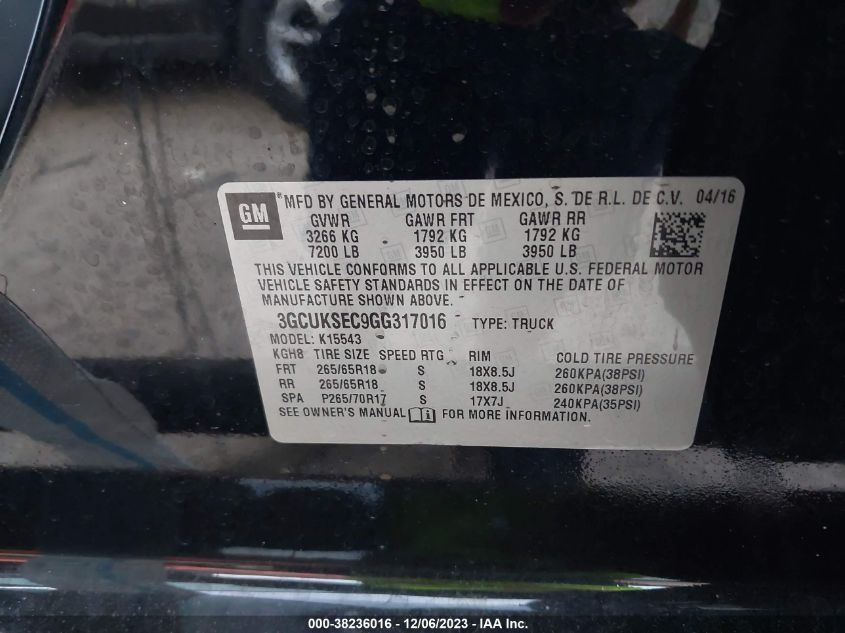 GM ® MFD BY GENERAL MOTORS DE MEXICO, S. DE R.L. DE C.V. 04/16
GVWR GAWR FRT GAWR RR
3266 KG 1792 KG 1792 KG
7200 LB 3950 LB 3950 LB
THIS VEHICLE CONFORMS TO ALL APPLICABLE U.S. FEDERAL MOTOR
VEHICLE SAFETY STANDARDS IN EFFECT ON THE DATE OF
MANUFACTURE SHOWN ABOVE.
3GCUKSEC9GG317016 TYPE: TRUCK
MODEL: K15543
KGH8 TIRE SIZE SPEED RTG RIM COLD TIRE PRESSURE
FRT 265/65R18 S 18X8.5J 260KPA(38PSI)
RR 265/65R18 S 18X8.5J 260KPA(38PSI)
SPA P265/70R17 S 17X7J 240KPA(35PSI)
SEE OWNER'S MANUAL FOR MORE INFORMATION.
000-38236016 - 12/06/2023 - IAA Inc.